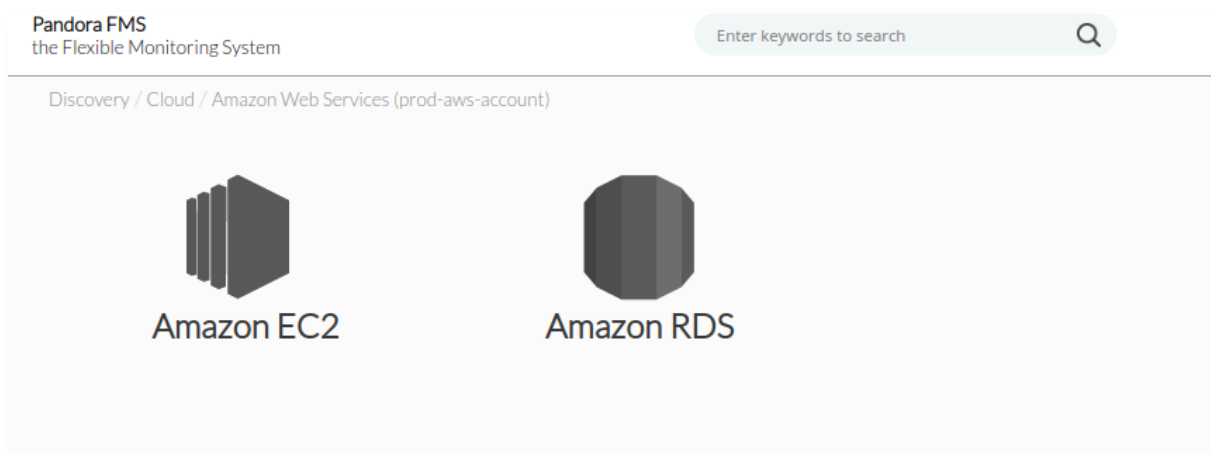 Pandora FMS
the Flexible Monitoring System
Enter keywords to search
Discovery / Cloud / Amazon Web Services (prod-aws-account)
Amazon EC2
Amazon RDS